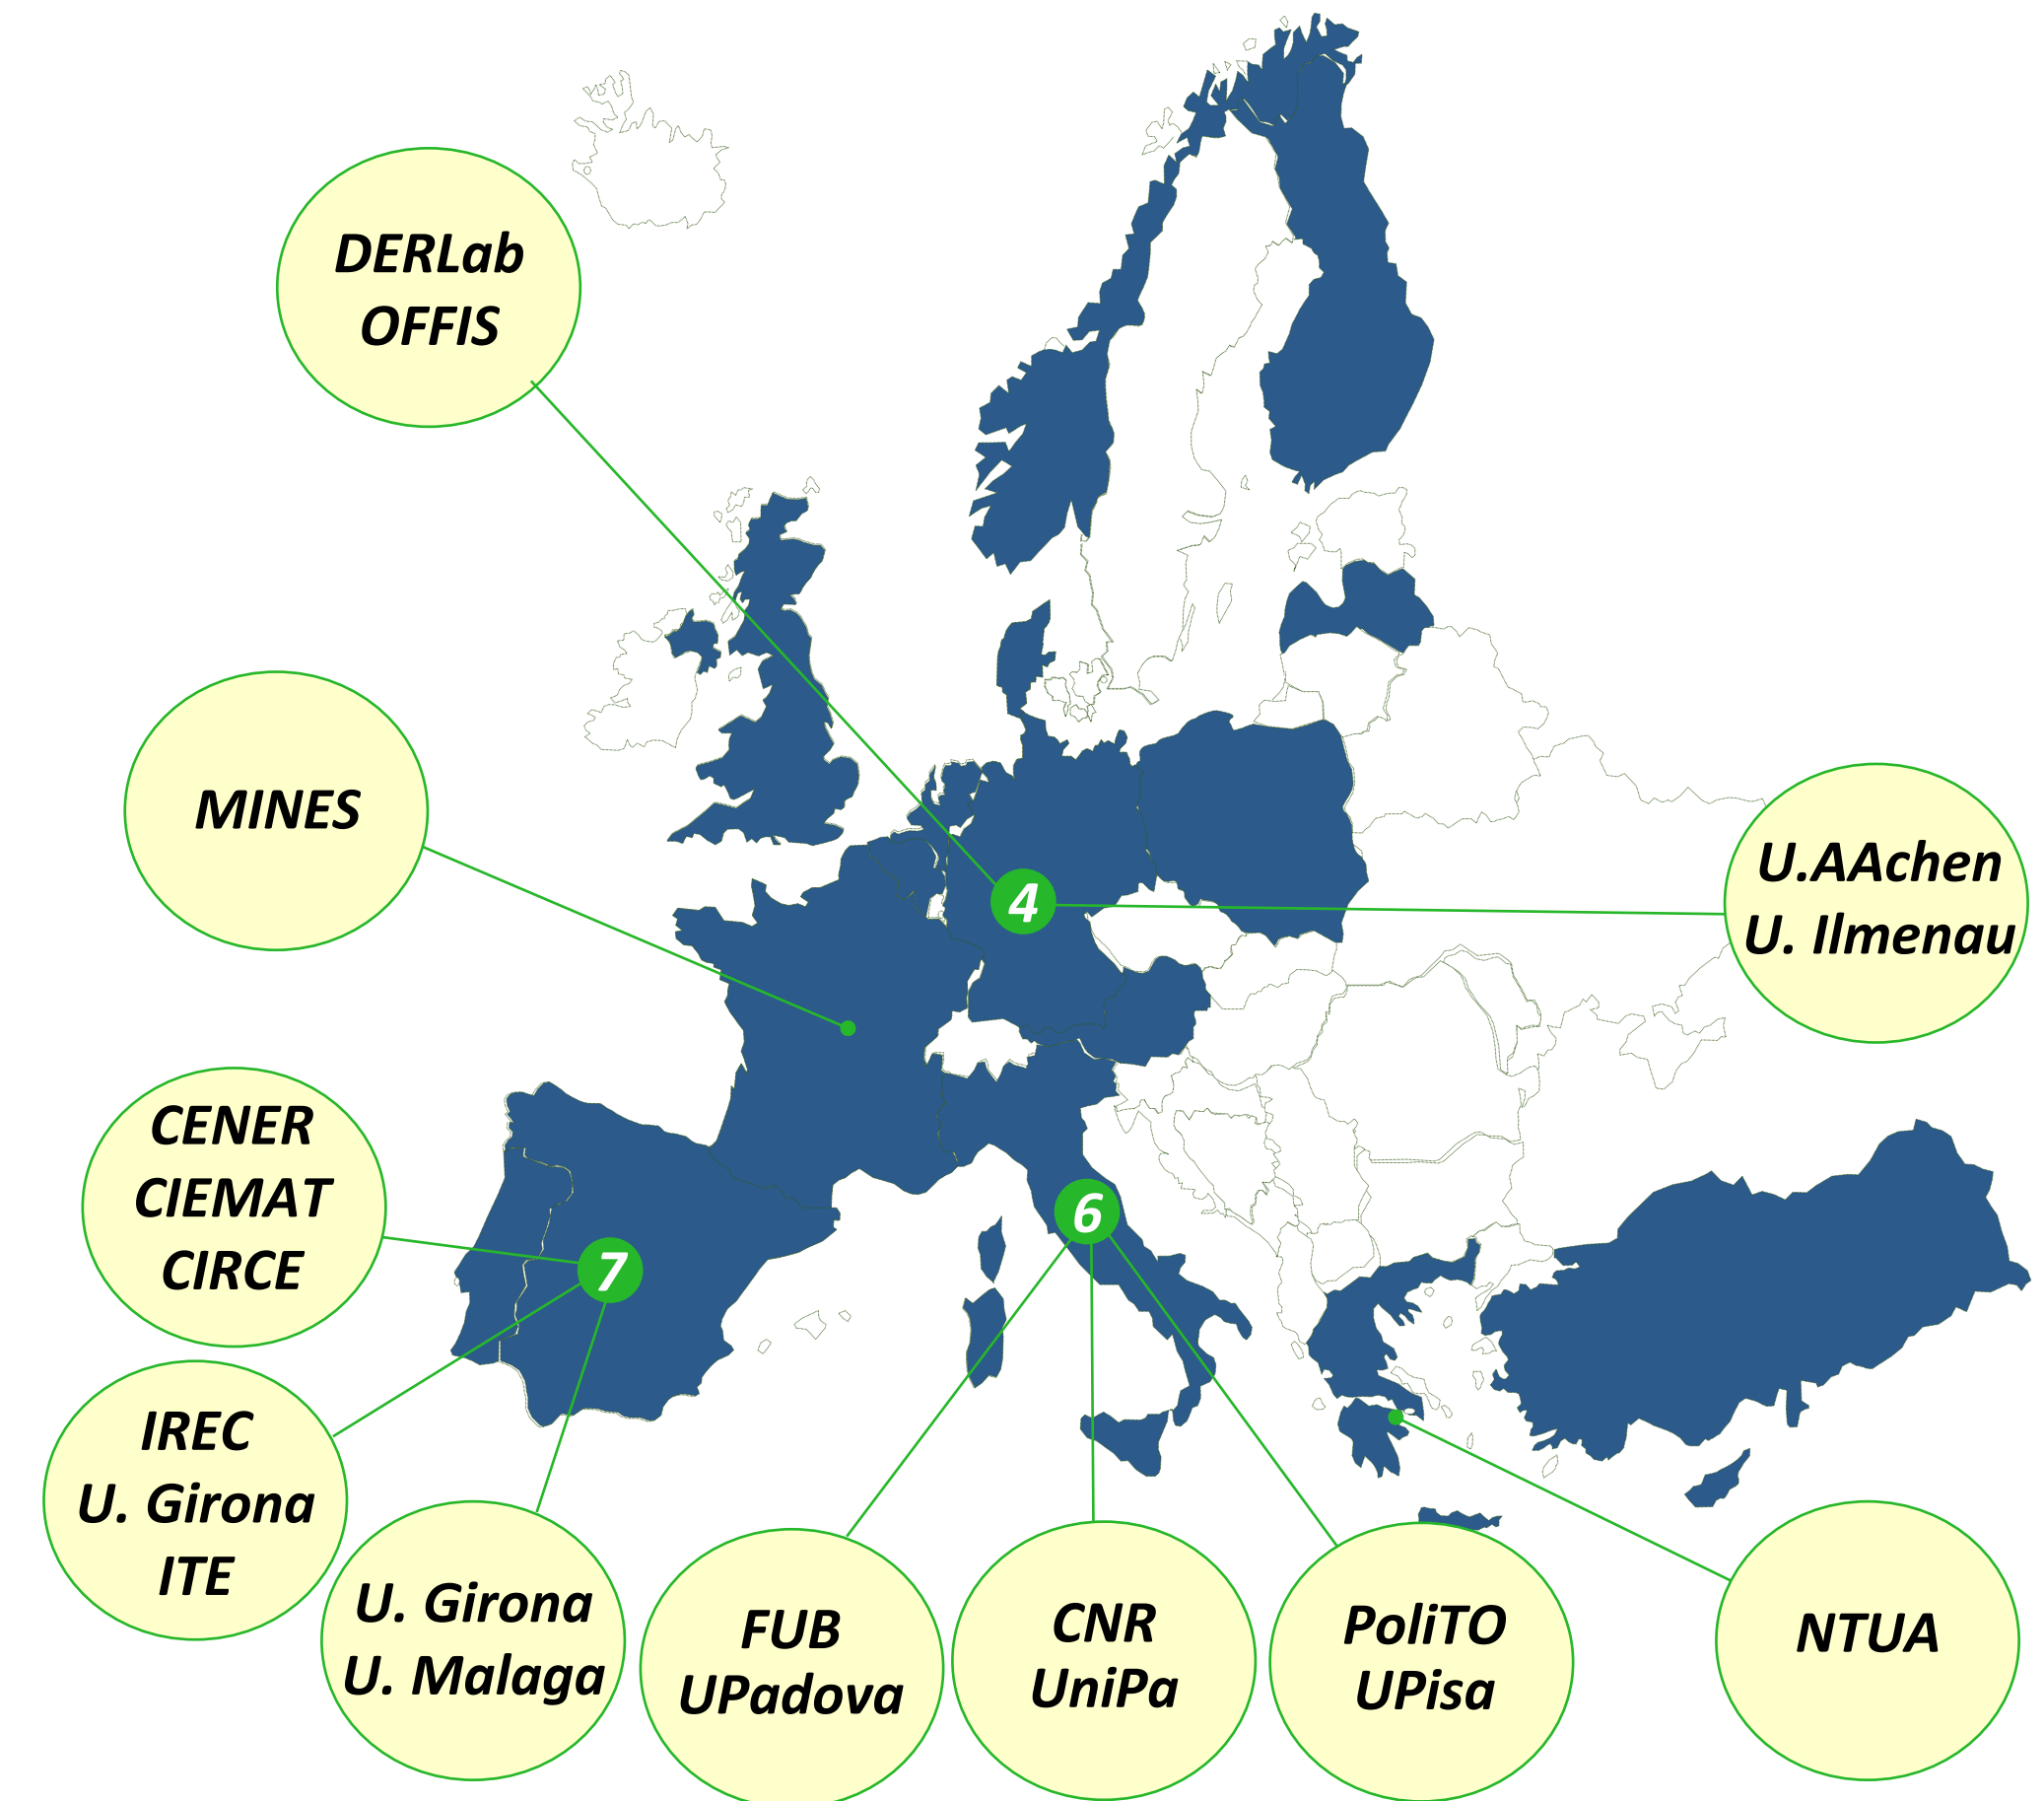 DERLab
OFFIS
MINES
4
U.AAchen
U. Ilmenau
CENER
CIEMAT
CIRCE
7
6
IREC
U. Girona
ITE
U. Girona
U. Malaga
FUB
UPadova
CNR
UniPa
PoliTO
UPisa
NTUA